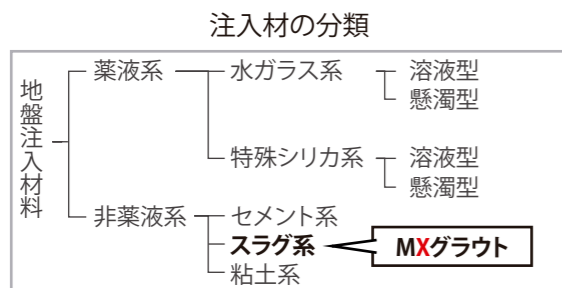 注入材の分類
地盤注入材料
薬液系
水ガラス系
溶液型
懸濁型
特殊シリカ系
溶液型
懸濁型
非薬液系
セメント系
スラグ系
MXグラウト
粘土系